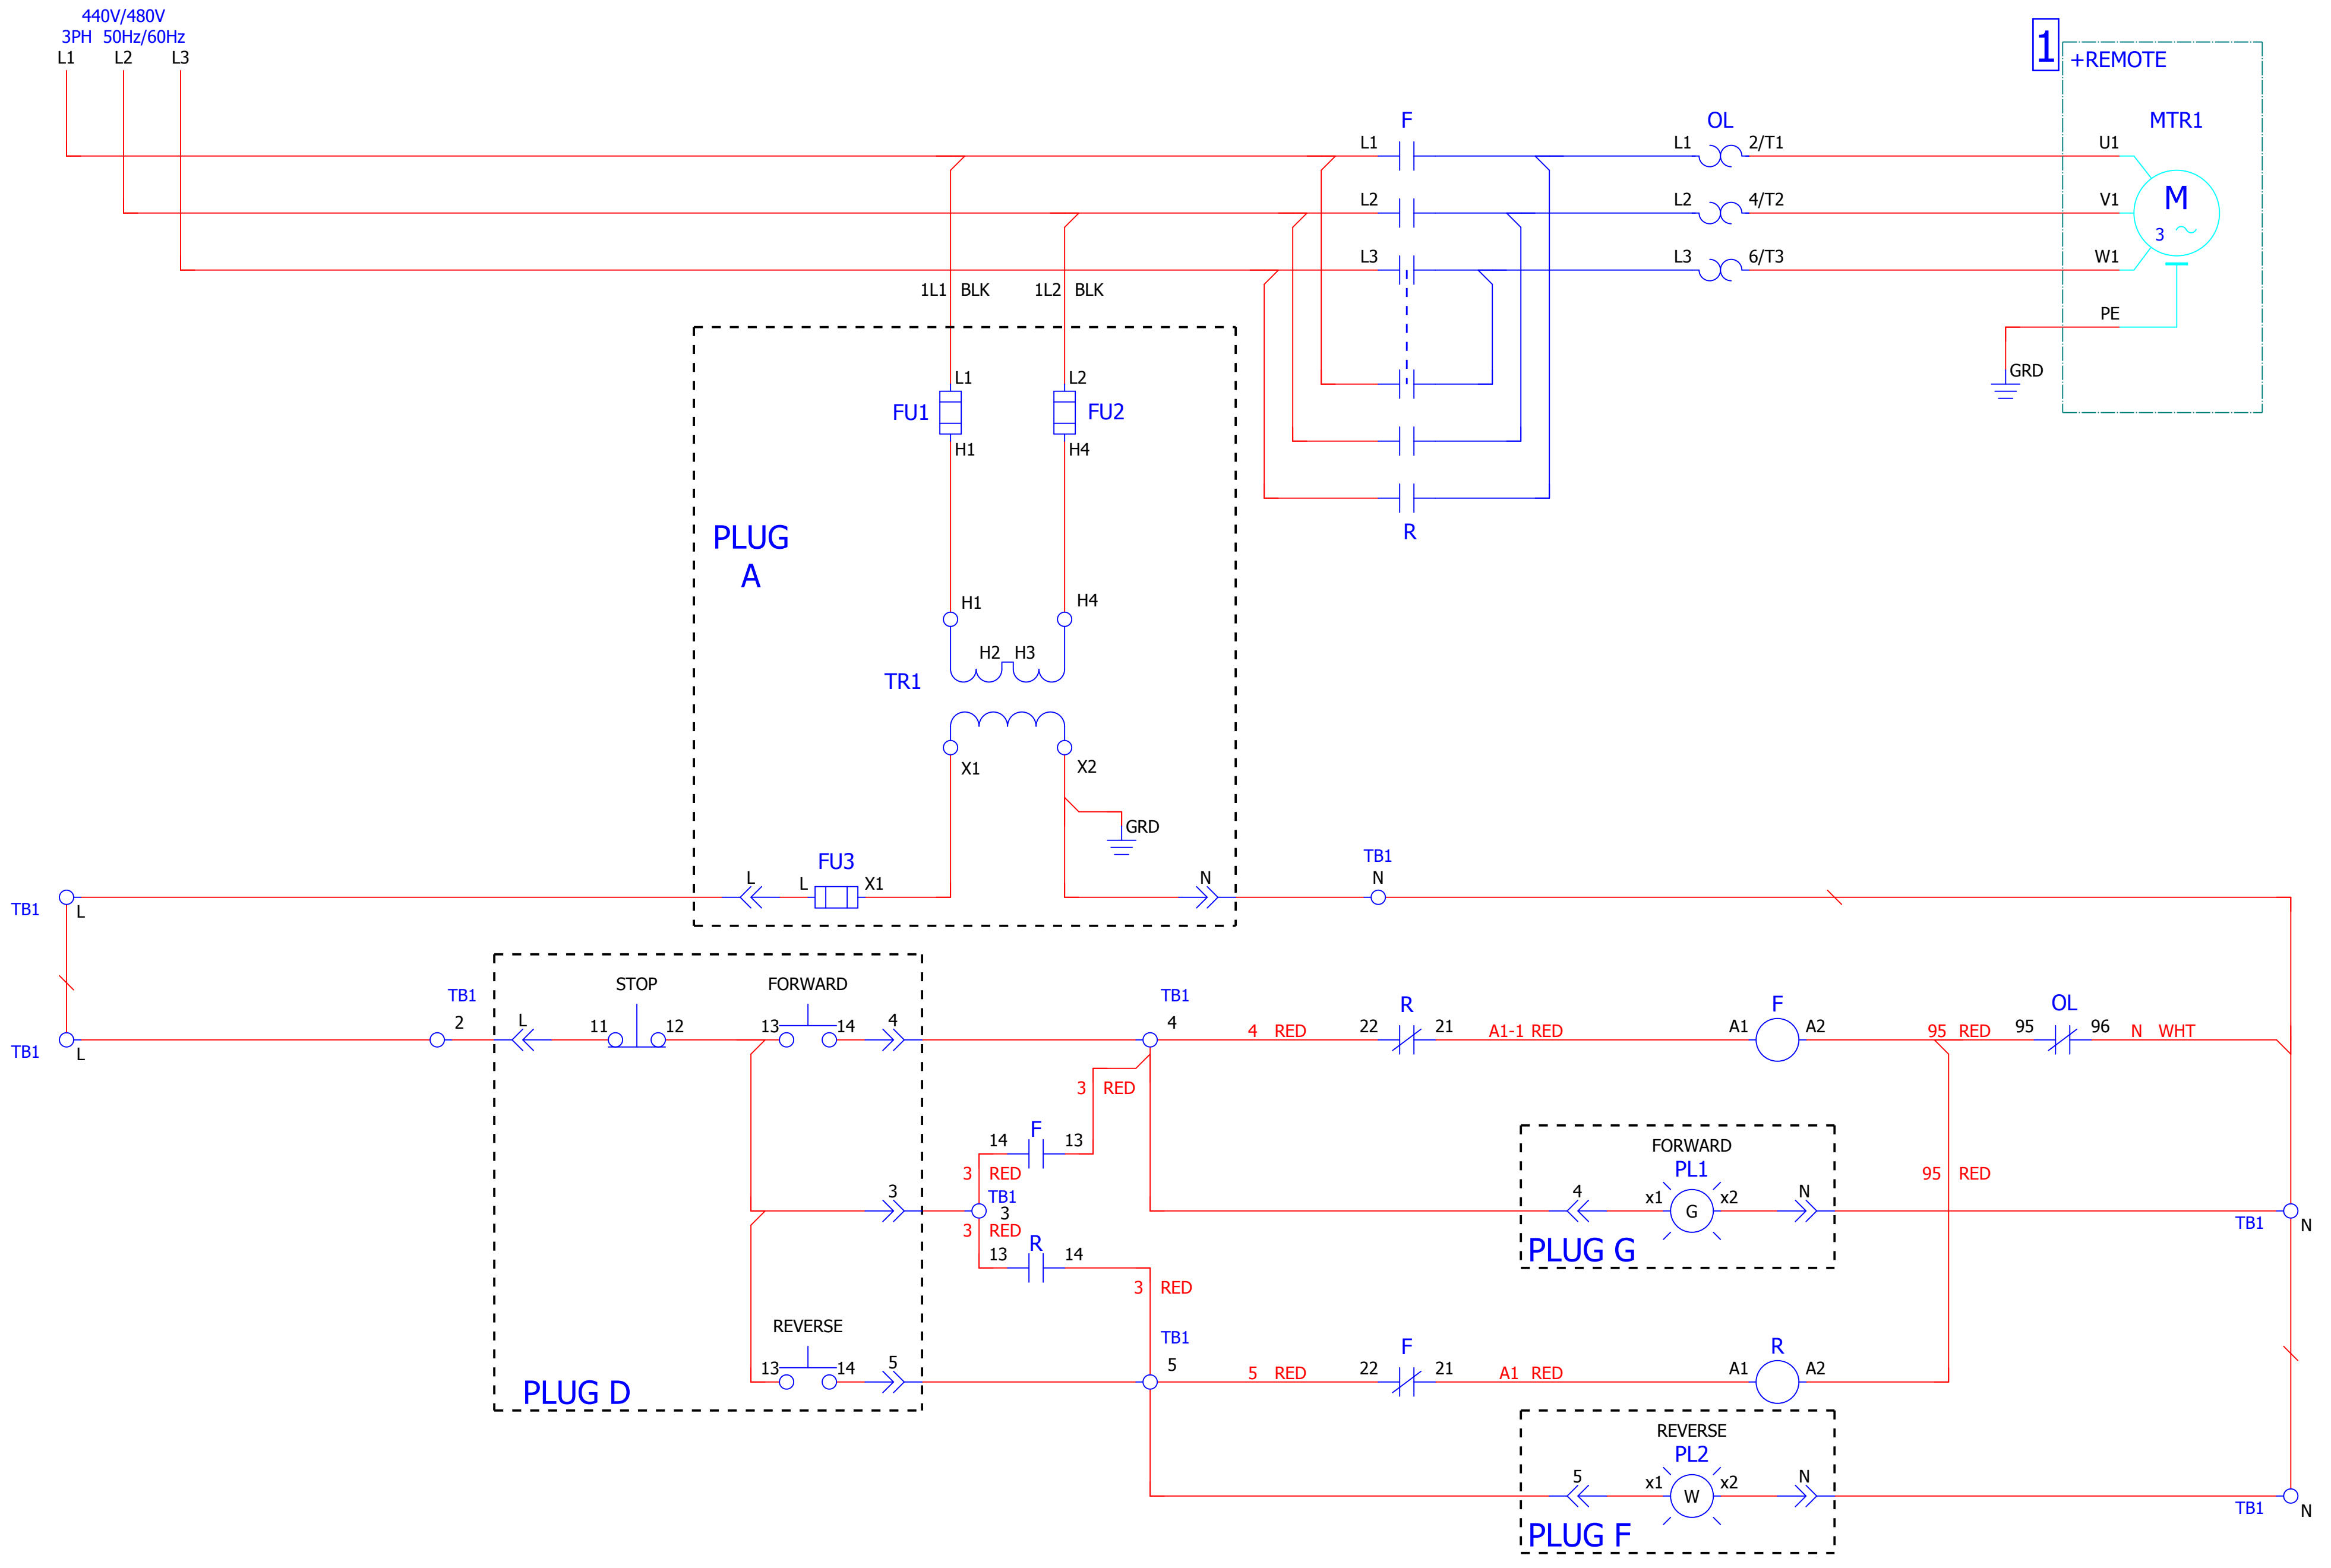 440V/480V
3PH 50Hz/60Hz
L1 L2 L3
1
+REMOTE
F OL MTR1
L1 L1 2/T1 U1
L2 L2 4/T2 V1 M
3
L3 L3 6/T3 W1
1L1 BLK 1L2 BLK
PE
GRD
L1 L2
FU1 FU2
H1 H4
R
PLUG
A
H1 H4
H2 H3
TR1
X1 X2
GRD
FU3 TB1
L L X1 N N
TB1 L
STOP FORWARD
TB1 TB1 R F OL
2 L 11 12 13 14 4 4 4 RED 22 21 A1-1 RED A1 A2 95 RED 95 96 N WHT
TB1 L
3 RED
F
14 13
FORWARD
PL1
3 RED 95 RED
3 TB1 4 x1 G x2 N
3
TB1 N
3 RED
R
13 14
PLUG G
3 RED
REVERSE TB1 F R
13 14 5 5 5 RED 22 21 A1 RED A1 A2
PLUG D
REVERSE
PL2
5 x1 W x2 N
TB1 N
PLUG F